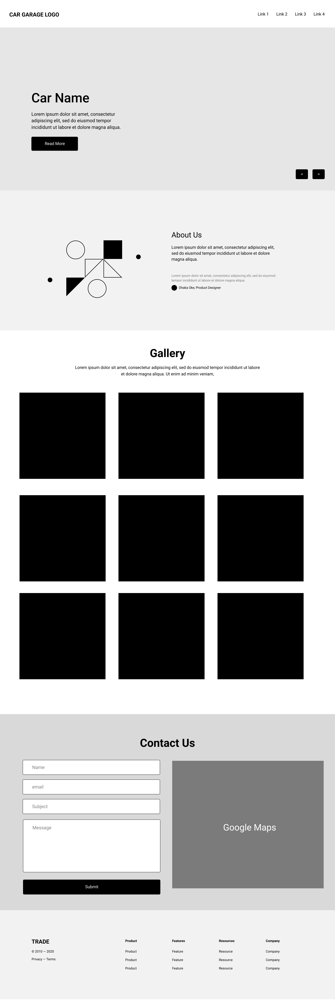 CAR GARAGE LOGO
Link 1 Link 2 Link 3 Link 4
Car Name
Lorem ipsum dolor sit amet, consectetur
adipiscing elit, sed do eiusmod tempor
incididunt ut labore et dolore magna aliqua.
Read More
< >
About Us
Lorem ipsum dolor sit amet, consectetur adipiscing elit,
sed do eiusmod tempor incididunt ut labore et dolore
magna aliqua.
Lorem ipsum dolor sit amet, consectetur adipiscing elit, sed do eiusmod
tempor incididunt ut labore et dolore magna aliqua.
Dhaka Oke, Product Designer
Gallery
Lorem ipsum dolor sit amet, consectetur adipiscing elit, sed do eiusmod tempor incididunt ut labore
et dolore magna aliqua. Ut enim ad minim veniam,
Contact Us
Name
email
Subject
Message
Submit
Google Maps
TRADE
© 2010 — 2020
Privacy — Terms
Product
Product
Product
Product
Features
Feature
Feature
Feature
Resources
Resource
Resource
Resource
Company
Company
Company
Company